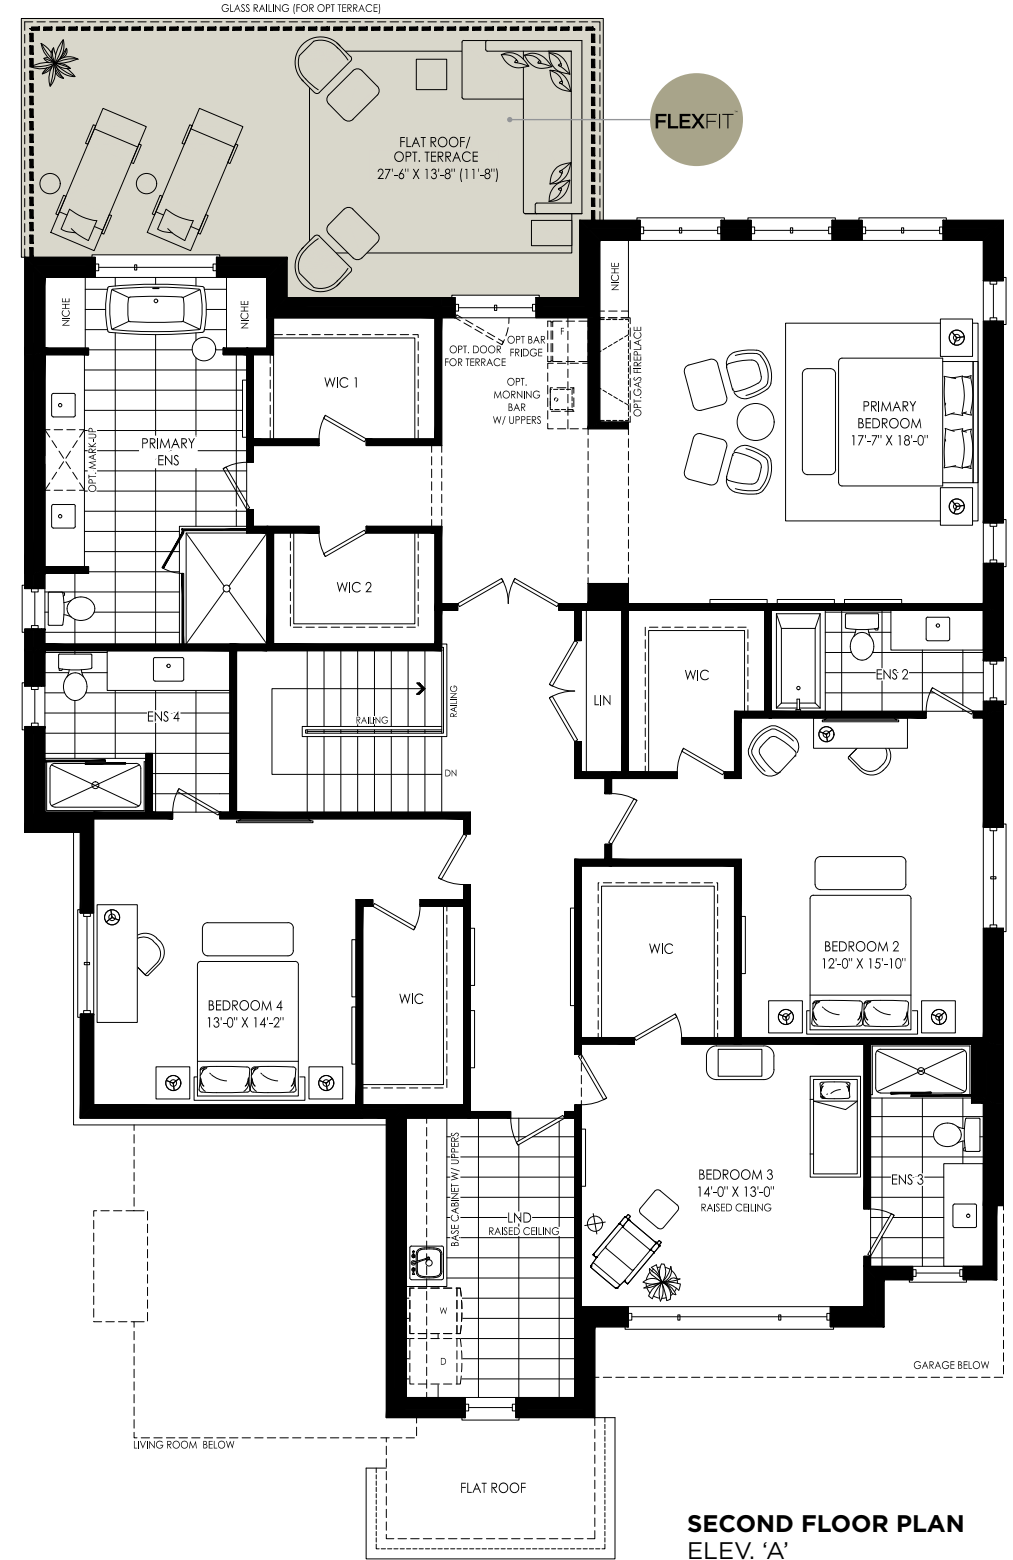 GLASS RAILING (FOR OPT TERRACE)
FLEXFIT™
FLAT ROOF/
OPT. TERRACE
27'-6" X 13'-8" (11'-8")
NICHE
NICHE
NICHE
OPT. DOOR
FOR TERRACE
OPT BAR
FRIDGE
F
OPT.
MORNING
BAR
W/ UPPERS
OPT.GAS FIREPLACE
WIC 1
PRIMARY
BEDROOM
17'-7" X 18'-0"
PRIMARY
ENS
OPT. MARK-UP
WIC 2
WIC
ENS 2
LIN
ENS 4
RAILING
RAILING
DN
BEDROOM 2
12'-0" X 15'-10"
WIC
WIC
BEDROOM 4
13'-0" X 14'-2"
BASE CABINET W/ UPPERS
BEDROOM 3
14'-0" X 13'-0"
RAISED CEILING
ENS 3
LND
RAISED CEILING
W
D
GARAGE BELOW
LIVING ROOM BELOW
FLAT ROOF
SECOND FLOOR PLAN
ELEV. ‘A’